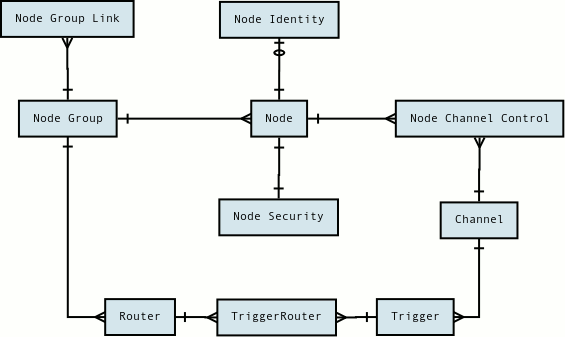 Node Group Link
Node Identity
Node Group
Node
Node Channel Control
Node Security
Channel
Router
TriggerRouter
Trigger